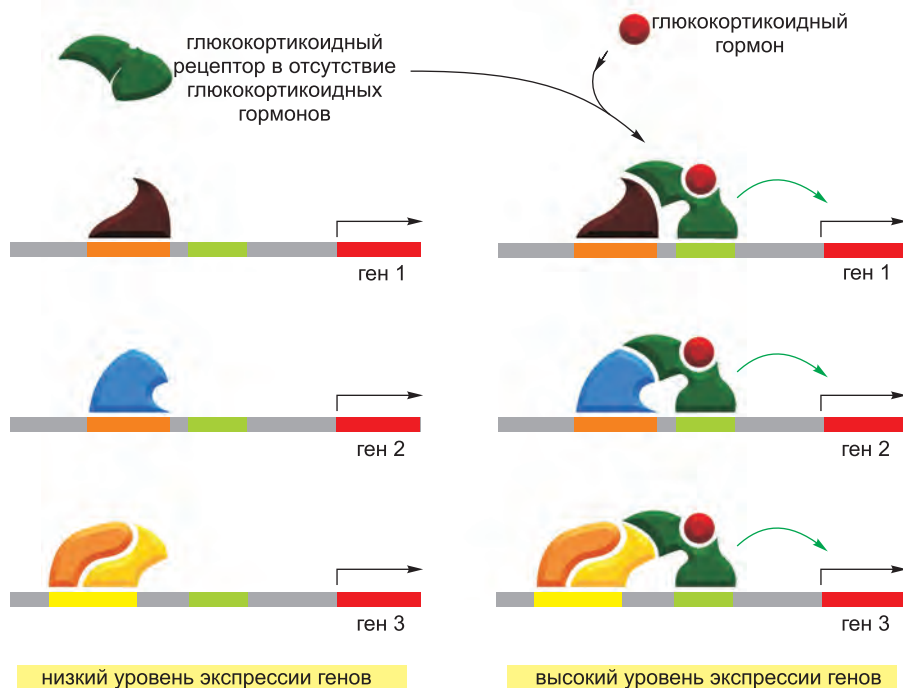 глюкокортикоидный
рецептор в отсутствие
глюкокортикоидных
гормонов
глюкокортикоидный
гормон
ген 1
ген 1
ген 2
ген 2
ген 3
ген 3
низкий уровень экспрессии генов
высокий уровень экспрессии генов